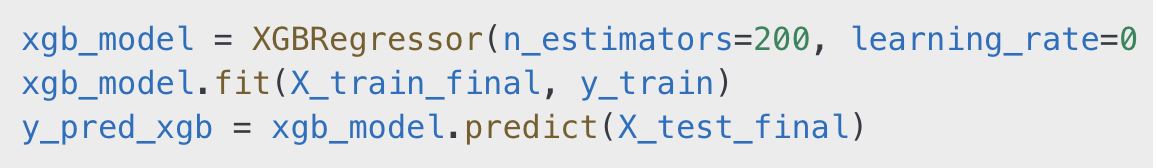 xgb_model = XGBRegressor(n_estimators=200, learning_rate=0
xgb_model.fit(X_train_final, y_train)
y_pred_xgb = xgb_model.predict(X_test_final)